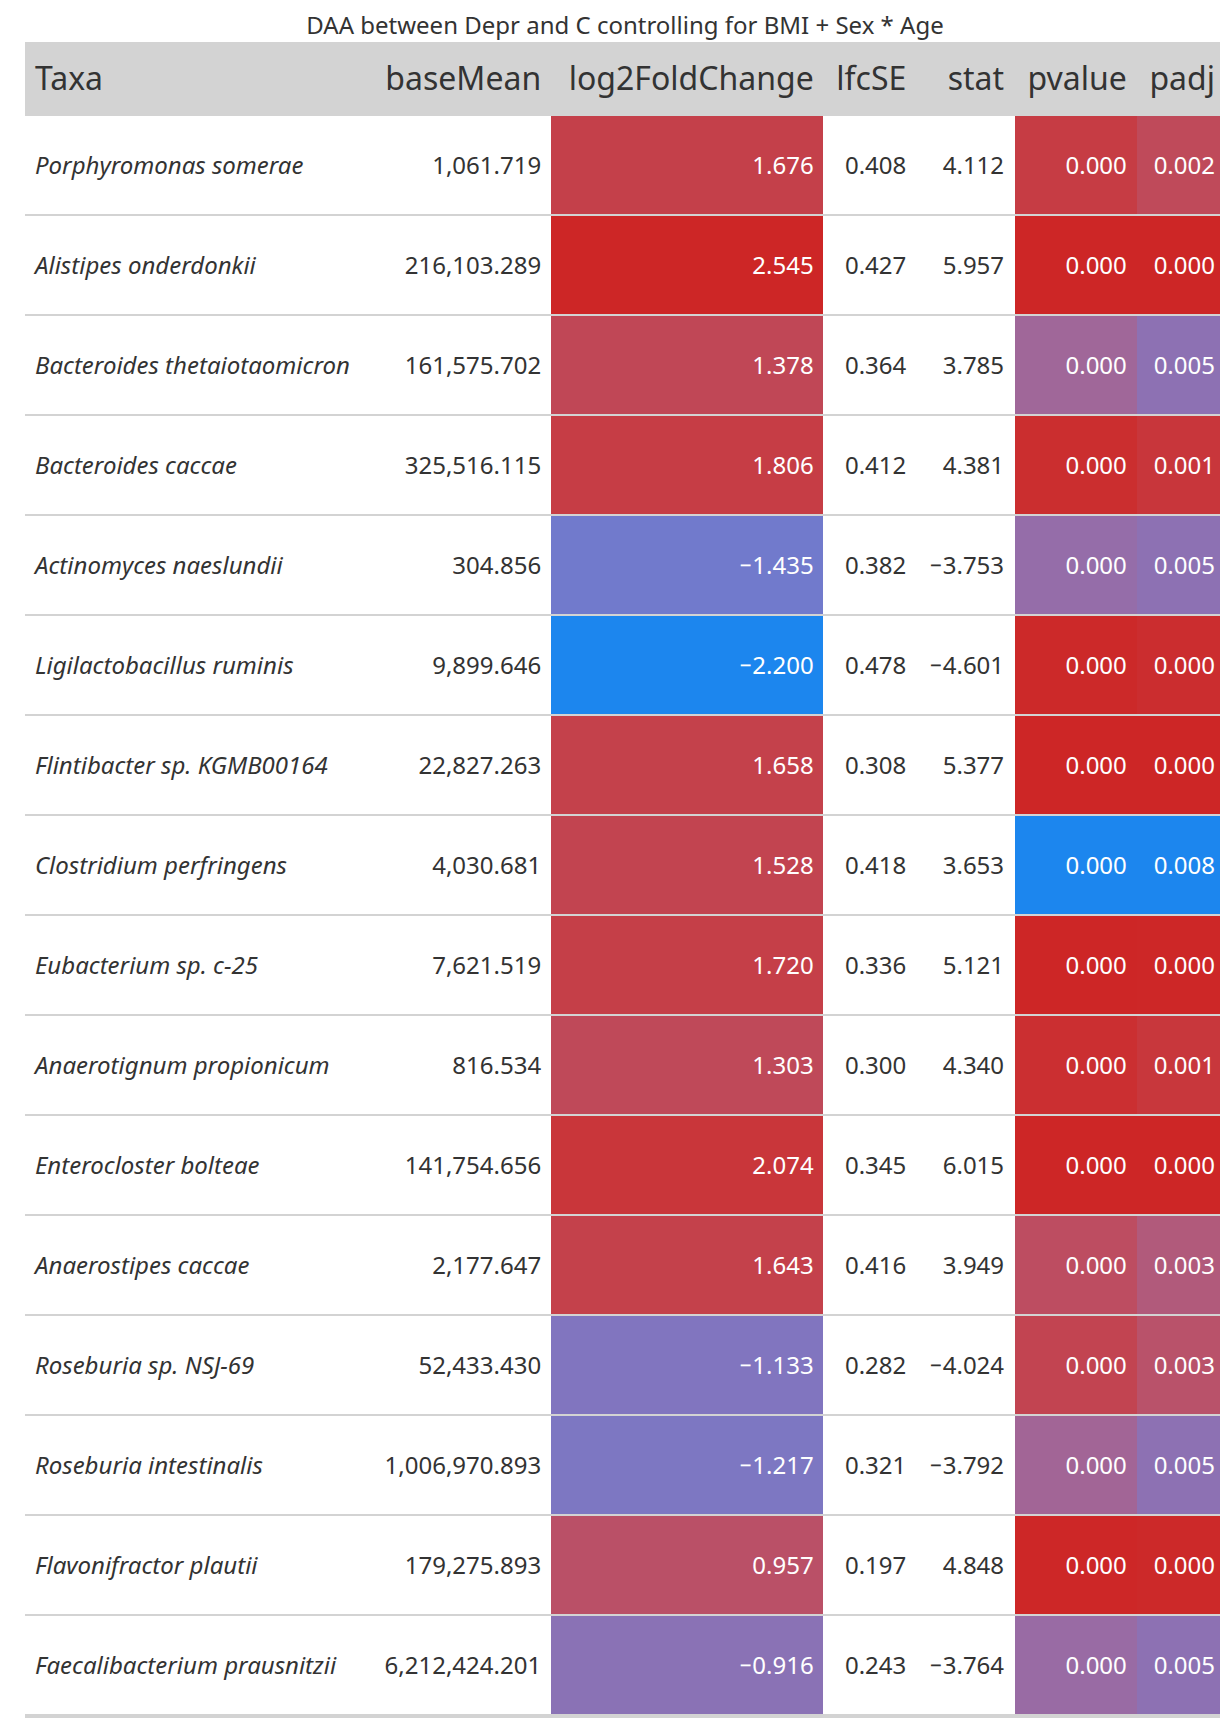 DAA between Depr and C controlling for BMI + Sex * Age
Taxa baseMean log2FoldChange lfcSE stat pvalue padj
Porphyromonas somerae 1,061.719 1.676 0.408 4.112 0.000 0.002
Alistipes onderdonkii 216,103.289 2.545 0.427 5.957 0.000 0.000
Bacteroides thetaiotaomicron 161,575.702 1.378 0.364 3.785 0.000 0.005
Bacteroides caccae 325,516.115 1.806 0.412 4.381 0.000 0.001
Actinomyces naeslundii 304.856 −1.435 0.382 −3.753 0.000 0.005
Ligilactobacillus ruminis 9,899.646 −2.200 0.478 −4.601 0.000 0.000
Flintibacter sp. KGMB00164 22,827.263 1.658 0.308 5.377 0.000 0.000
Clostridium perfringens 4,030.681 1.528 0.418 3.653 0.000 0.008
Eubacterium sp. c-25 7,621.519 1.720 0.336 5.121 0.000 0.000
Anaerotignum propionicum 816.534 1.303 0.300 4.340 0.000 0.001
Enterocloster bolteae 141,754.656 2.074 0.345 6.015 0.000 0.000
Anaerostipes caccae 2,177.647 1.643 0.416 3.949 0.000 0.003
Roseburia sp. NSJ-69 52,433.430 −1.133 0.282 −4.024 0.000 0.003
Roseburia intestinalis 1,006,970.893 −1.217 0.321 −3.792 0.000 0.005
Flavonifractor plautii 179,275.893 0.957 0.197 4.848 0.000 0.000
Faecalibacterium prausnitzii 6,212,424.201 −0.916 0.243 −3.764 0.000 0.005